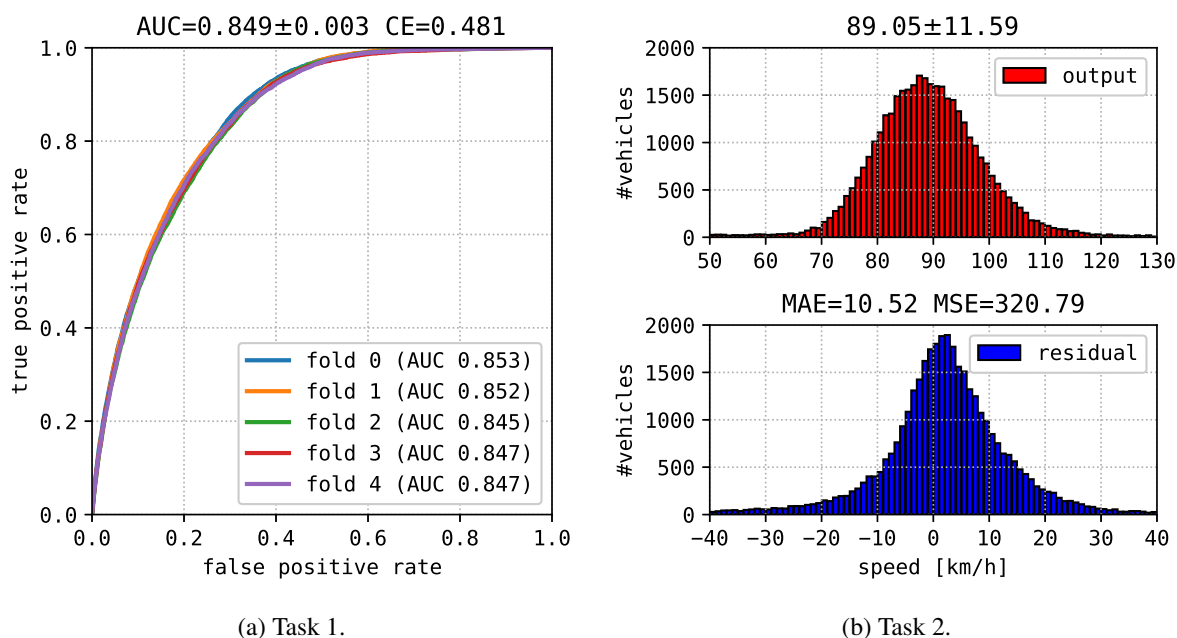 AUC=0.849±0.003 CE=0.481
1.0
0.8
0.6
0.4
0.2
0.0
true positive rate
fold 0 (AUC 0.853)
fold 1 (AUC 0.852)
fold 2 (AUC 0.845)
fold 3 (AUC 0.847)
fold 4 (AUC 0.847)
0.0 0.2 0.4 0.6 0.8 1.0
false positive rate
(a) Task 1.
89.05±11.59
2000
1500
1000
500
0
#vehicles
output
50 60 70 80 90 100 110 120 130
MAE=10.52 MSE=320.79
2000
1500
1000
500
0
#vehicles
residual
−40 −30 −20 −10 0 10 20 30 40
speed [km/h]
(b) Task 2.